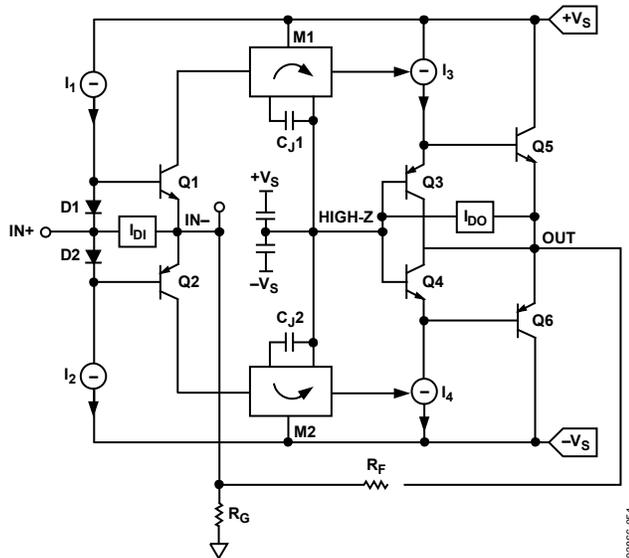 +VS
M1
I1
I3
CJ1
Q5
Q1
+VS
Q3
D1
IN–
HIGH-Z
IDO
IN+
IDI
OUT
D2
Q4
Q2
–VS
CJ2
Q6
I2
I4
M2
–VS
RF
RG